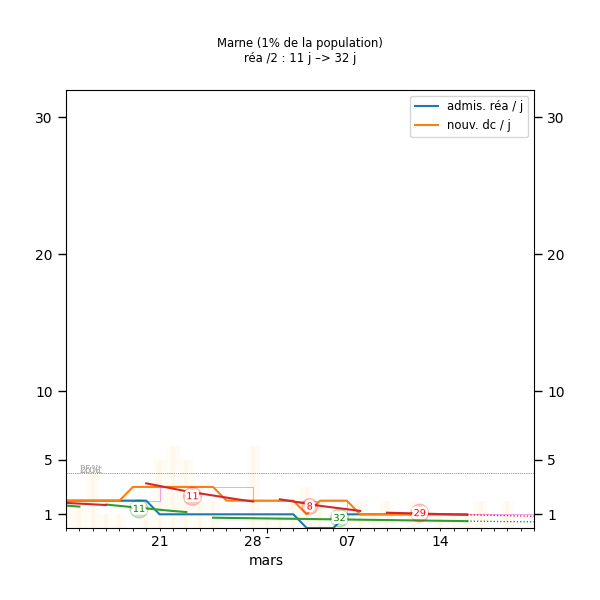 Marne (1% de la population)
réa /2 : 11 j –> 32 j
admis. réa / j
nouv. dc / j
30 30
20 20
10 10
5 5
25%
11 8 29
11 32
1 1
21 28 07 14
mars